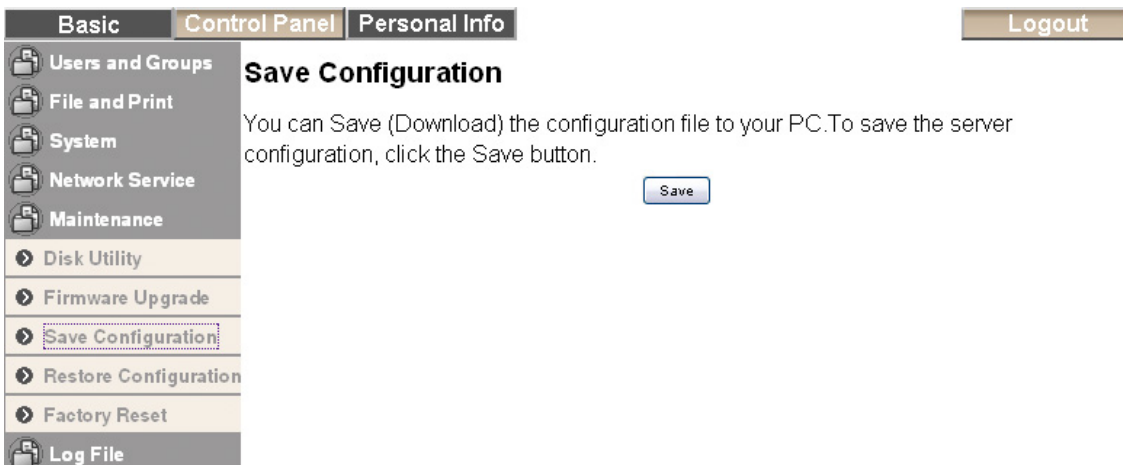 Basic
Control Panel
Personal Info
Logout
Users and Groups
File and Print
System
Network Service
Maintenance
Disk Utility
Firmware Upgrade
Save Configuration
Restore Configuration
Factory Reset
Log File
Save Configuration
You can Save (Download) the configuration file to your PC.To save the server
configuration, click the Save button.
Save